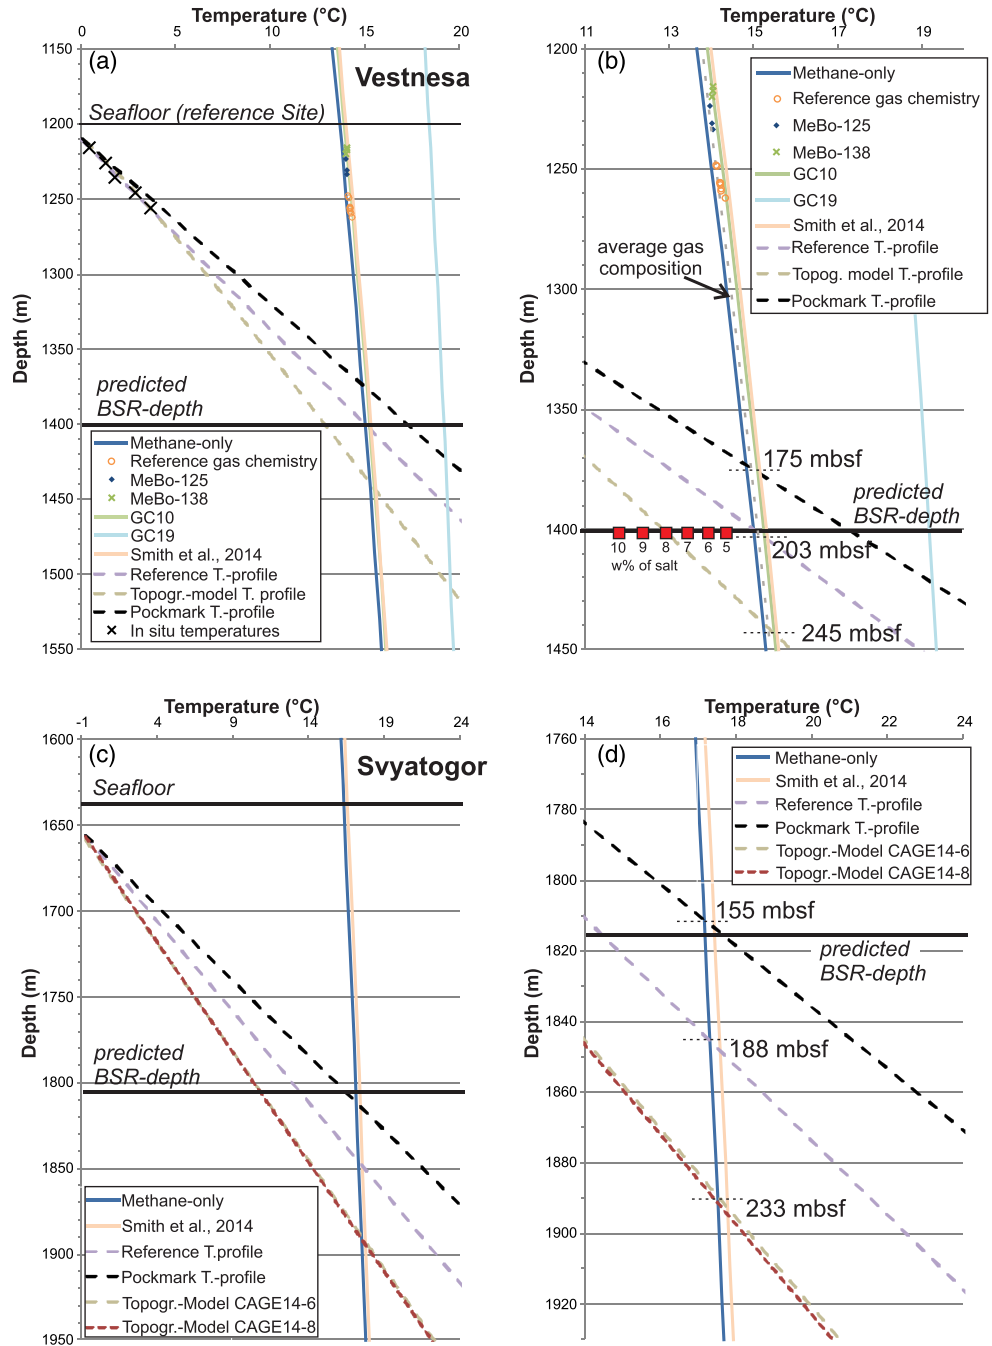 Temperature (°C)
0 5 10 15 20
(a)
Vestnesa
Seafloor (reference Site)
Depth (m)
1150
1200
1250
1300
1350
1400
1450
1500
1550
predicted
BSR-depth
Methane-only
Reference gas chemistry
MeBo-125
MeBo-138
GC10
GC19
Smith et al., 2014
Reference T.-profile
Topogr.-model T. profile
Pockmark T.-profile
In situ temperatures
Temperature (°C)
11 13 15 17 19
(b)
Depth (m)
1200
1250
1300
1350
1400
1450
Methane-only
Reference gas chemistry
MeBo-125
MeBo-138
GC10
GC19
Smith et al., 2014
Reference T.-profile
Topog. model T.-profile
Pockmark T.-profile
average gas
composition
175 mbsf
predicted
BSR-depth
10 9 8 7 6 5
w% of salt
203 mbsf
245 mbsf
Temperature (°C)
-1 4 9 14 19 24
(c)
Svyatogor
Seafloor
Depth (m)
1600
1650
1700
1750
1800
1850
1900
1950
predicted
BSR-depth
Methane-only
Smith et al., 2014
Reference T.profile
Pockmark T.-profile
Topogr.-Model CAGE14-6
Topogr.-Model CAGE14-8
Temperature (°C)
14 16 18 20 22 24
(d)
Depth (m)
1760
1780
1800
1820
1840
1860
1880
1900
1920
Methane-only
Smith et al., 2014
Reference T.-profile
Pockmark T.-profile
Topogr.-Model CAGE14-6
Topogr.-Model CAGE14-8
155 mbsf
predicted
BSR-depth
188 mbsf
233 mbsf